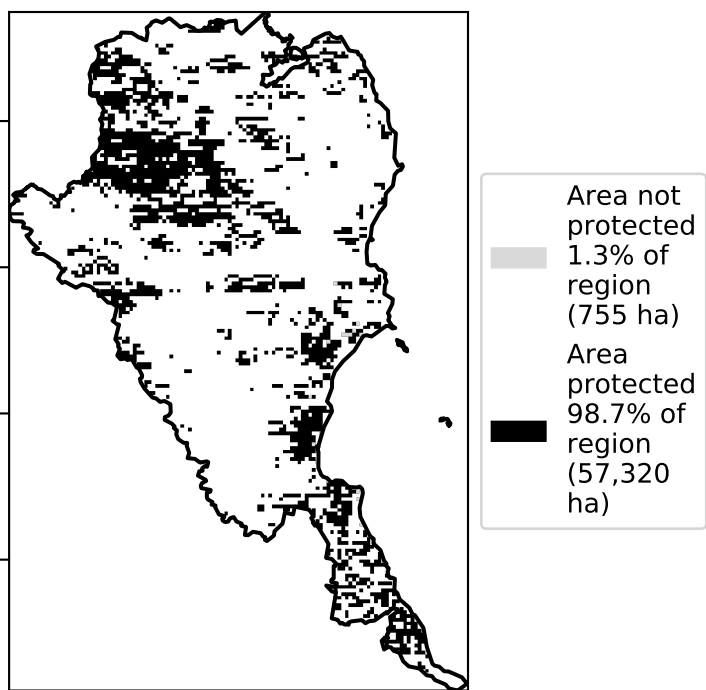 Area not
protected
1.3% of
region
(755 ha)
Area
protected
98.7% of
region
(57,320
ha)